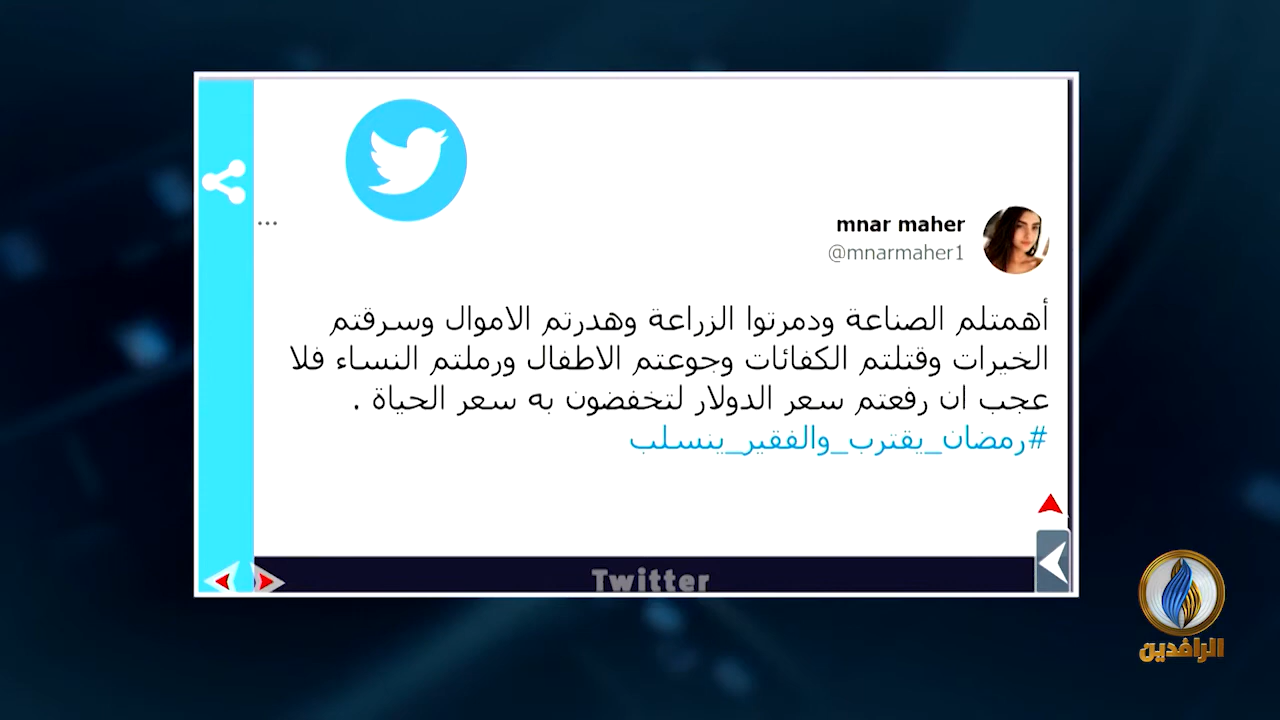 mnar maher
@mnarmaher1
...
أهمتلم الصناعة ودمرتوا الزراعة وهدرتم الاموال وسرقتم
الخيرات وقتلتم الكفائات وجوعتم الاطفال ورملتم النساء فلا
عجب ان رفعتم سعر الدولار لتخفضون به سعر الحياة .
#رمضان_يقترب_والفقير_ينسلب
Twitter
الرافدين